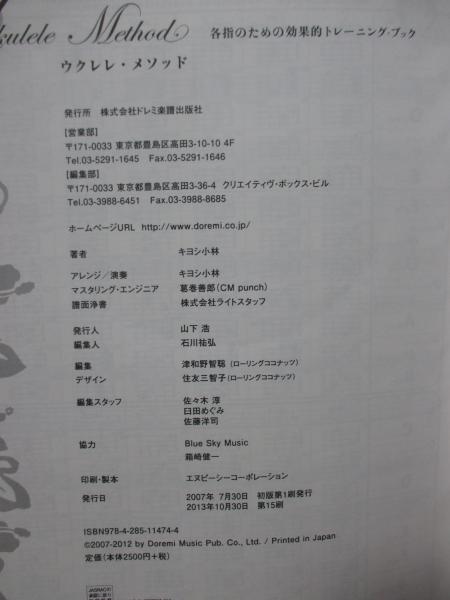 kulele Method 各指のための効果的トレーニング・ブック
ウクレレ・メソッド
発行所 株式会社ドレミ楽譜出版社
[営業部]
〒171-0033 東京都豊島区高田3-10-10 4F
Tel.03-5291-1645 Fax.03-5291-1646
[編集部]
〒171-0033 東京都豊島区高田3-36-4 クリエイティヴ・ボックス・ビル
Tel.03-3988-6451 Fax.03-3988-8685
ホームページURL http://www.doremi.co.jp/
著者 キヨシ小林
アレンジ／演奏 キヨシ小林
マスタリング・エンジニア 葛巻善郎(CM punch)
譜面浄書 株式会社ライトスタッフ
発行人 山下 浩
編集人 石川祐弘
編集 津和野智聡(ローリングココナッツ)
デザイン 住友三智子(ローリングココナッツ)
編集スタッフ 佐々木 淳
臼田めぐみ
佐藤洋司
協力 Blue Sky Music
箱崎健一
印刷・製本 エヌピーシーコーポレーション
発行日 2007年 7月30日 初版第1刷発行
2013年10月30日 第15刷
ISBN978-4-285-11474-4
©2007-2012 by Doremi Music Pub. Co., Ltd. / Printed in Japan
定価(本体2500円+税)
JASRACの